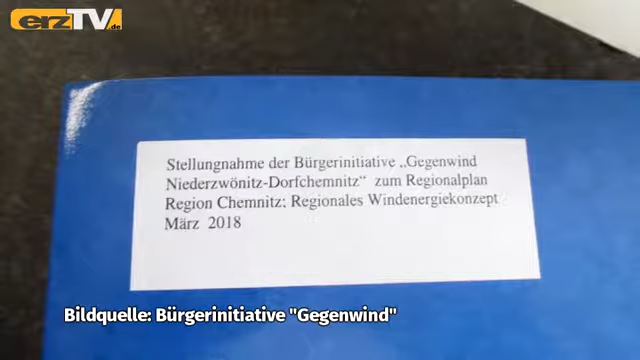 erzTV.de
Stellungnahme der Bürgerinitiative „Gegenwind
Niederzwönitz-Dorfchemnitz“ zum Regionalplan
Region Chemnitz; Regionales Windenergiekonzept
März 2018
Bildquelle: Bürgerinitiative "Gegenwind"